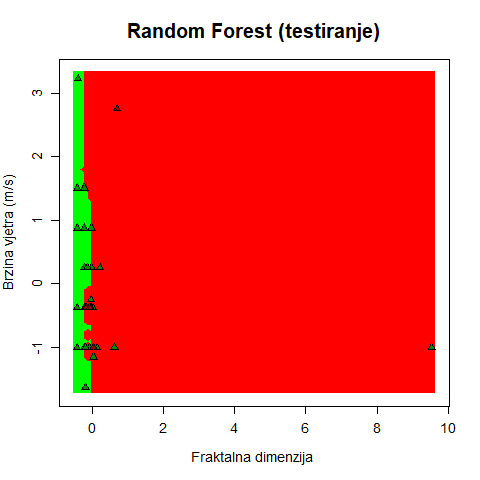 Random Forest (testiranje)
Brzina vjetra (m/s)
3
2
1
0
-1
0 2 4 6 8 10
Fraktalna dimenzija